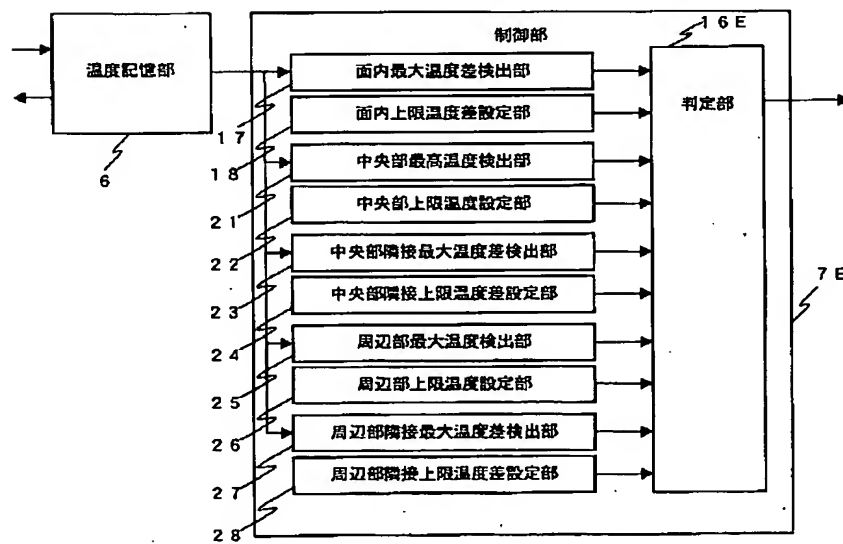 制御部
16E
温度記憶部
面内最大温度差検出部
判定部
面内上限温度差設定部
17
6
18
中央部最高温度検出部
21
中央部上限温度設定部
22
中央部隣接最大温度差検出部
7E
23
中央部隣接上限温度差設定部
24
周辺部最大温度検出部
25
周辺部上限温度設定部
26
周辺部隣接最大温度差検出部
27
周辺部隣接上限温度差設定部
28